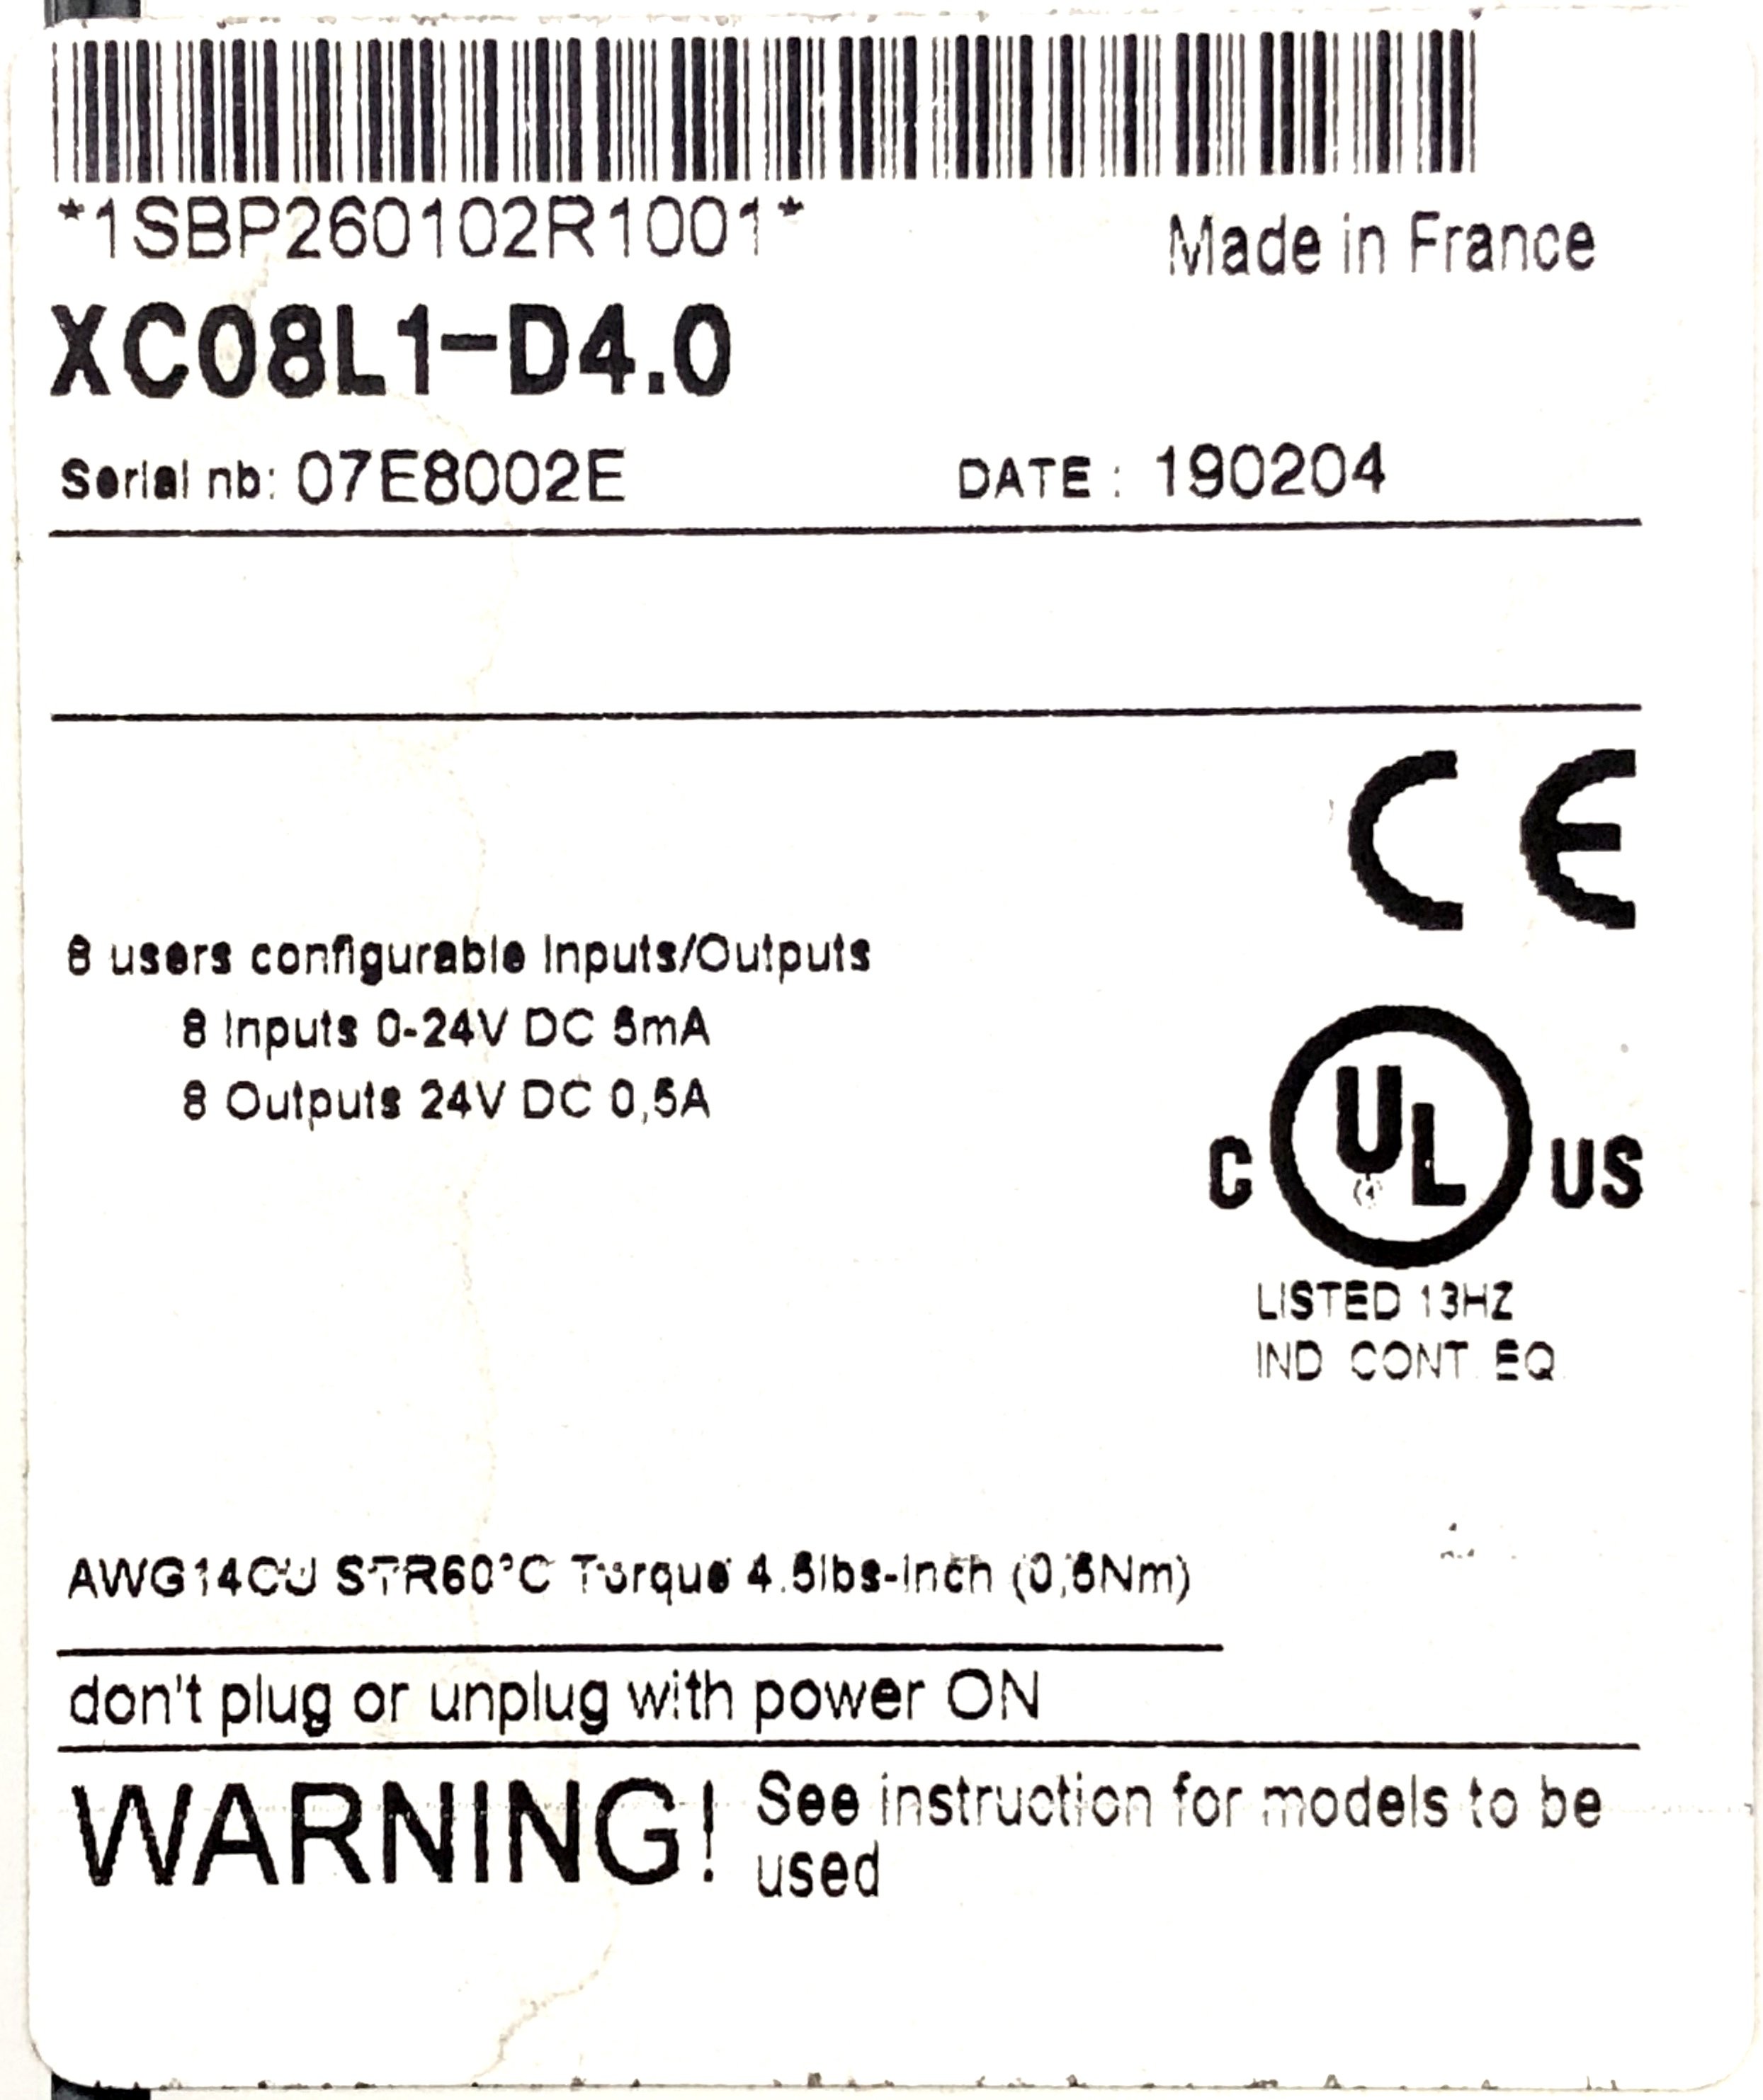 *1SBP260102R1001*
Made in France
XC08L1-D4.0
Serial nb: 07E8002E
DATE : 190204
CE
8 users configurable Inputs/Outputs
8 Inputs 0-24V DC 5mA
8 Outputs 24V DC 0,5A
C UL US
LISTED 13HZ
IND. CONT. EQ.
AWG14CU STR60°C Torque 4.5lbs-inch (0,5Nm)
don't plug or unplug with power ON
WARNING! See instruction for models to be
used